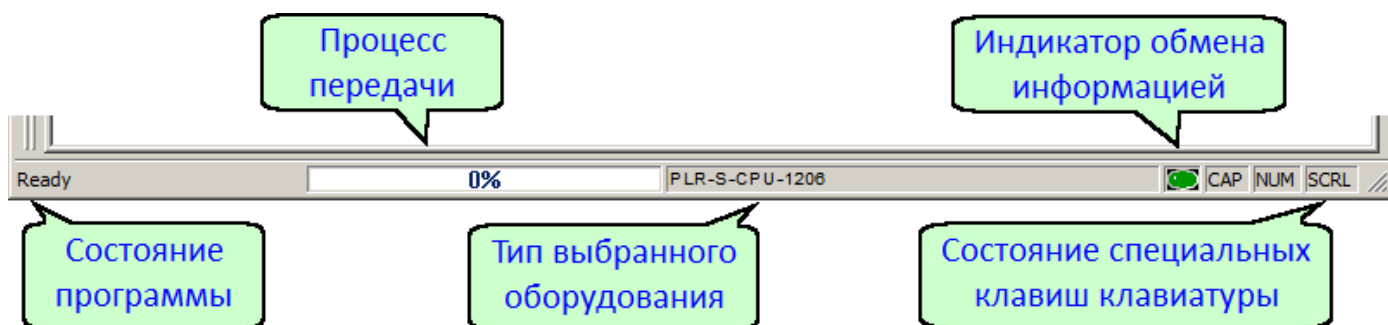 Процесс
передачи
Индикатор обмена
информацией
Ready
0%
PLR-S-CPU-1206
CAP NUM SCRL
Состояние
программы
Тип выбранного
оборудования
Состояние специальных
клавиш клавиатуры